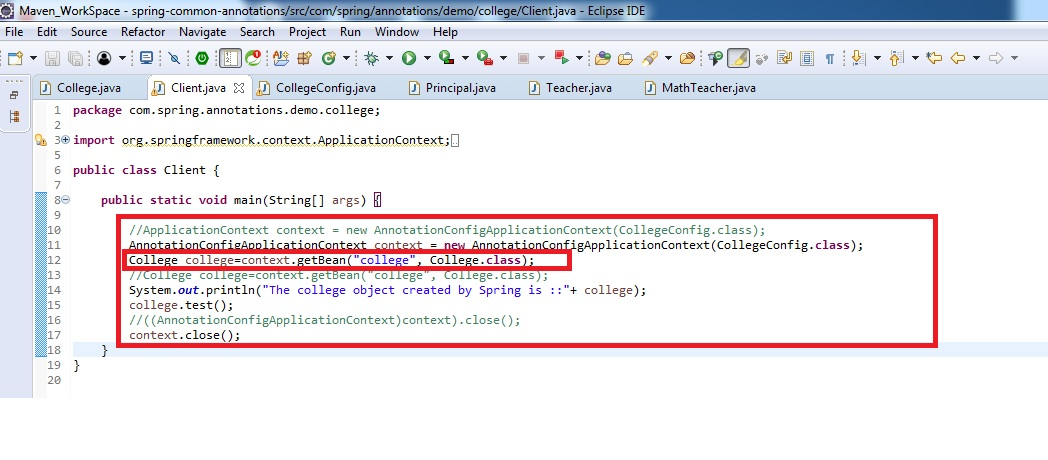 Maven_WorkSpace - spring-common-annotations/src/com/spring/annotations/demo/college/Client.java - Eclipse IDE
File Edit Source Refactor Navigate Search Project Run Window Help
College.java Client.java CollegeConfig.java Principal.java Teacher.java MathTeacher.java
1 package com.spring.annotations.demo.college;
2
3 import org.springframework.context.ApplicationContext;
5
6 public class Client {
7
8 public static void main(String[] args) {
9
10 //ApplicationContext context = new AnnotationConfigApplicationContext(CollegeConfig.class);
11 AnnotationConfigApplicationContext context = new AnnotationConfigApplicationContext(CollegeConfig.class);
12 College college=context.getBean("college", College.class);
13 //College college=context.getBean("college", College.class);
14 System.out.println("The college object created by Spring is ::"+ college);
15 college.test();
16 //((AnnotationConfigApplicationContext)context).close();
17 context.close();
18 }
19 }
20